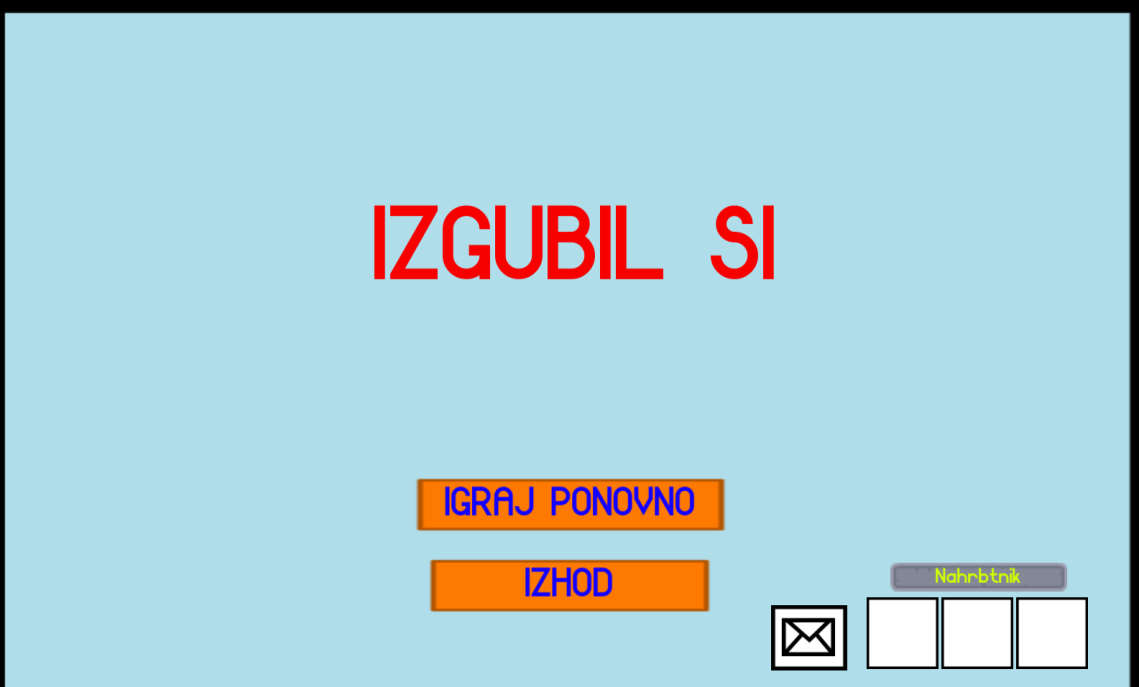 IZGUBIL SI
IGRAJ PONOVNO
IZHOD
Nahrbtnik